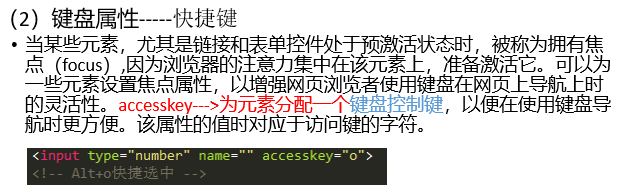 （2）键盘属性-----快捷键
• 当某些元素，尤其是链接和表单控件处于预激活状态时，被称为拥有焦
点（focus）,因为浏览器的注意力集中在该元素上，准备激活它。可以为
一些元素设置焦点属性，以增强网页浏览者使用键盘在网页上导航上时
的灵活性。accesskey--->为元素分配一个键盘控制键，以便在使用键盘导
航时更方便。该属性的值时对应于访问键的字符。
<input type="number" name="" accesskey="o">
<!-- Alt+o快捷选中 -->